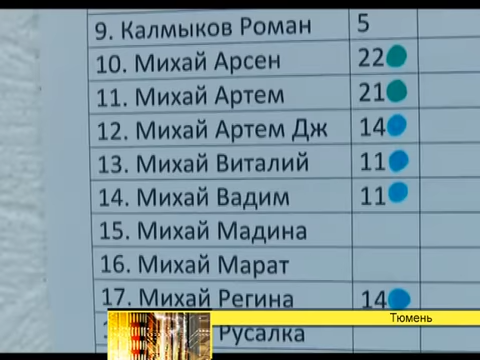 9. Калмыков Роман 5
10. Михай Арсен 22
11. Михай Артем 21
12. Михай Артем Дж 14
13. Михай Виталий 11
14. Михай Вадим 11
15. Михай Мадина
16. Михай Марат
17. Михай Регина 14
Тюмень
Русалка